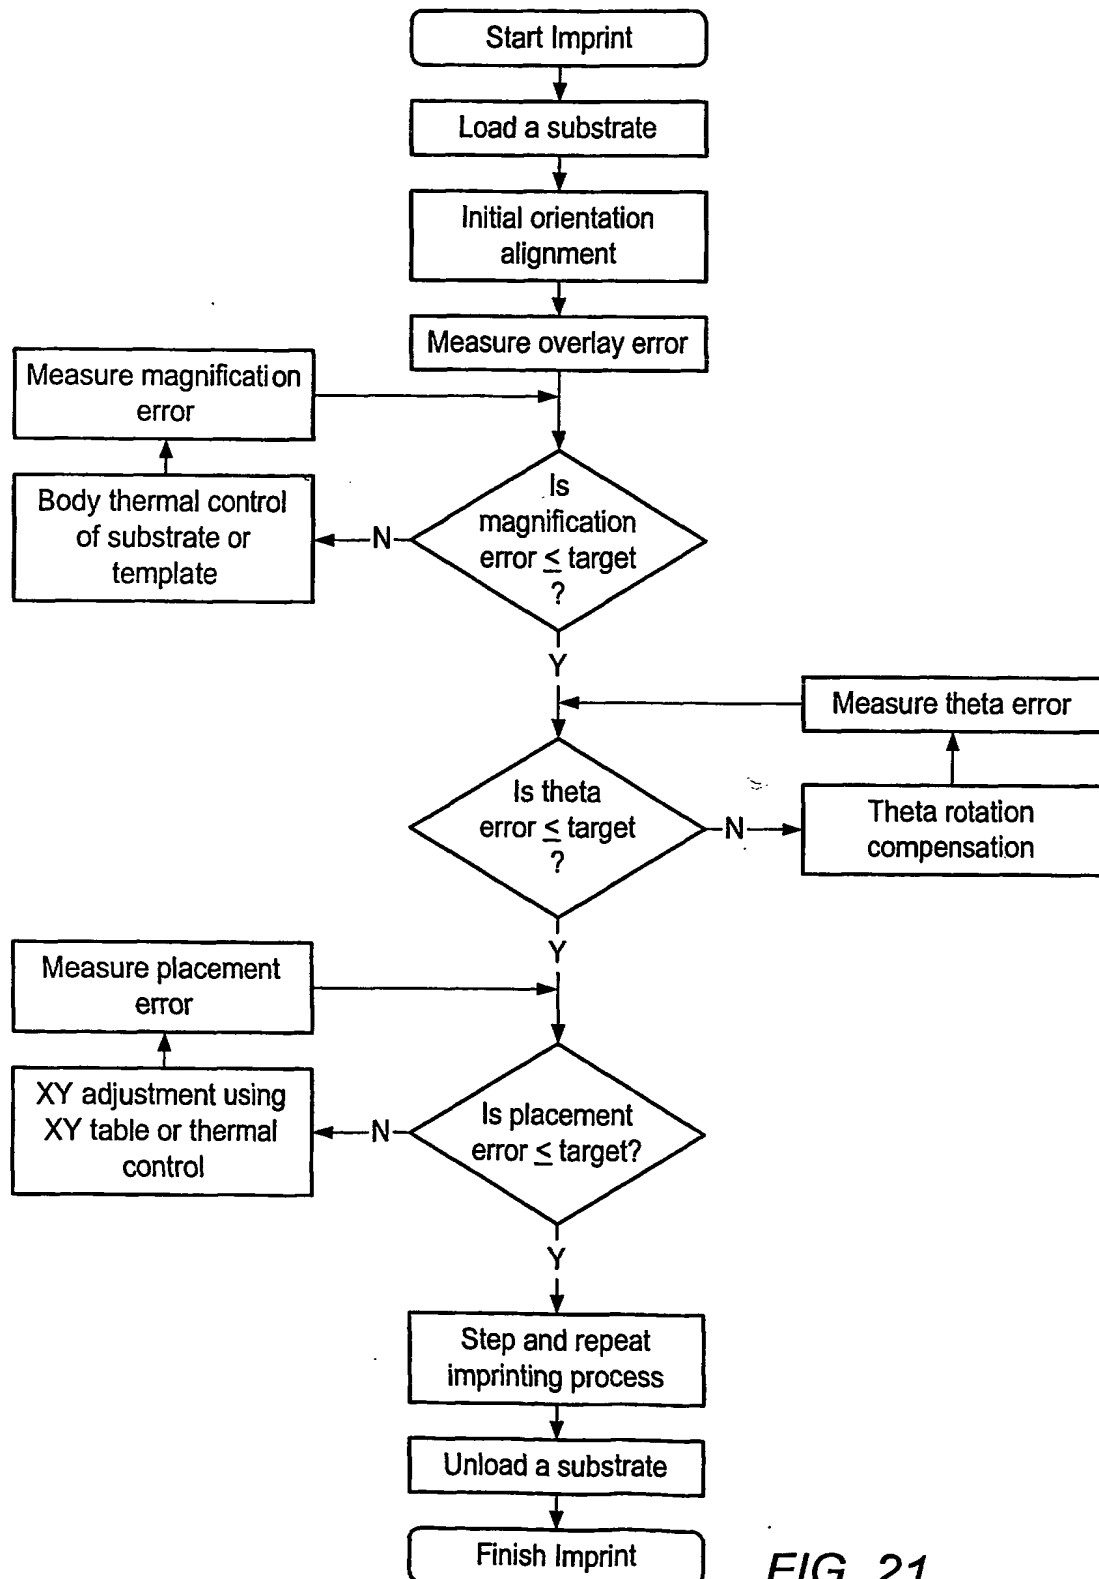 Start Imprint
Load a substrate
Initial orientation
alignment
Measure overlay error
Measure magnification
error
Body thermal control
of substrate or
template
N
Is
magnification
error ≤ target
?
Y
Measure theta error
Is theta
error ≤ target
?
N
Theta rotation
compensation
Y
Measure placement
error
XY adjustment using
XY table or thermal
control
N
Is placement
error ≤ target?
Y
Step and repeat
imprinting process
Unload a substrate
Finish Imprint
FIG. 21